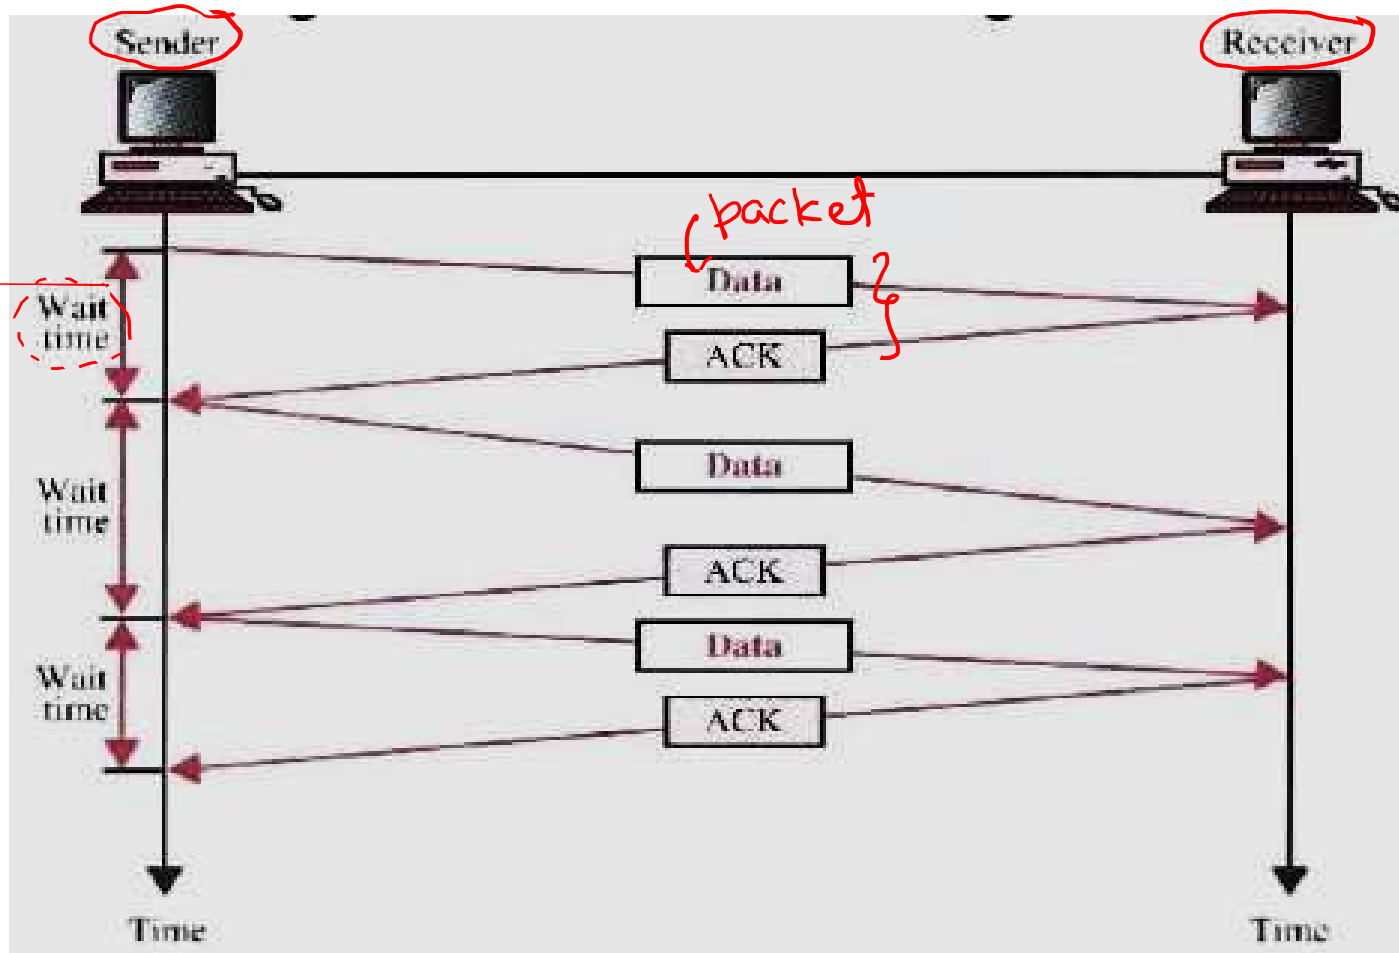 Sender
Receiver
packet
Data
Wait
time
ACK
Data
Wait
time
ACK
Data
Wait
time
ACK
Time
Time